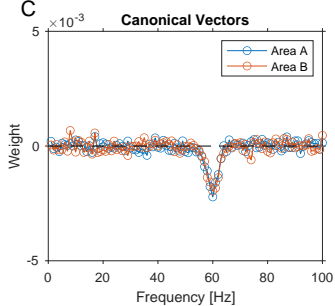 C
Canonical Vectors
×10⁻³
5
0
-5
Weight
Area A
Area B
0 20 40 60 80 100
Frequency [Hz]